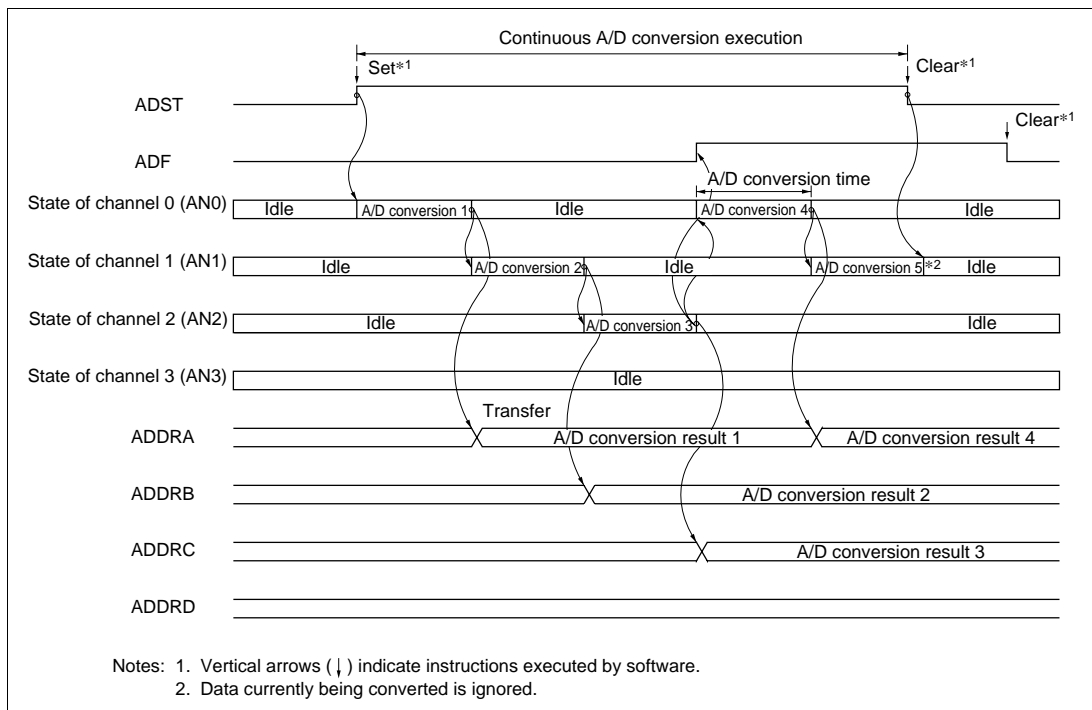 Continuous A/D conversion execution
Set*1
Clear*1
ADST
Clear*1
ADF
A/D conversion time
State of channel 0 (AN0)
Idle
A/D conversion 1
Idle
A/D conversion 4
Idle
State of channel 1 (AN1)
Idle
A/D conversion 2
Idle
A/D conversion 5
*2
Idle
State of channel 2 (AN2)
Idle
A/D conversion 3
Idle
State of channel 3 (AN3)
Idle
Transfer
ADDRA
A/D conversion result 1
A/D conversion result 4
ADDRB
A/D conversion result 2
ADDRC
A/D conversion result 3
ADDRD
Notes: 1. Vertical arrows (↓) indicate instructions executed by software.
2. Data currently being converted is ignored.